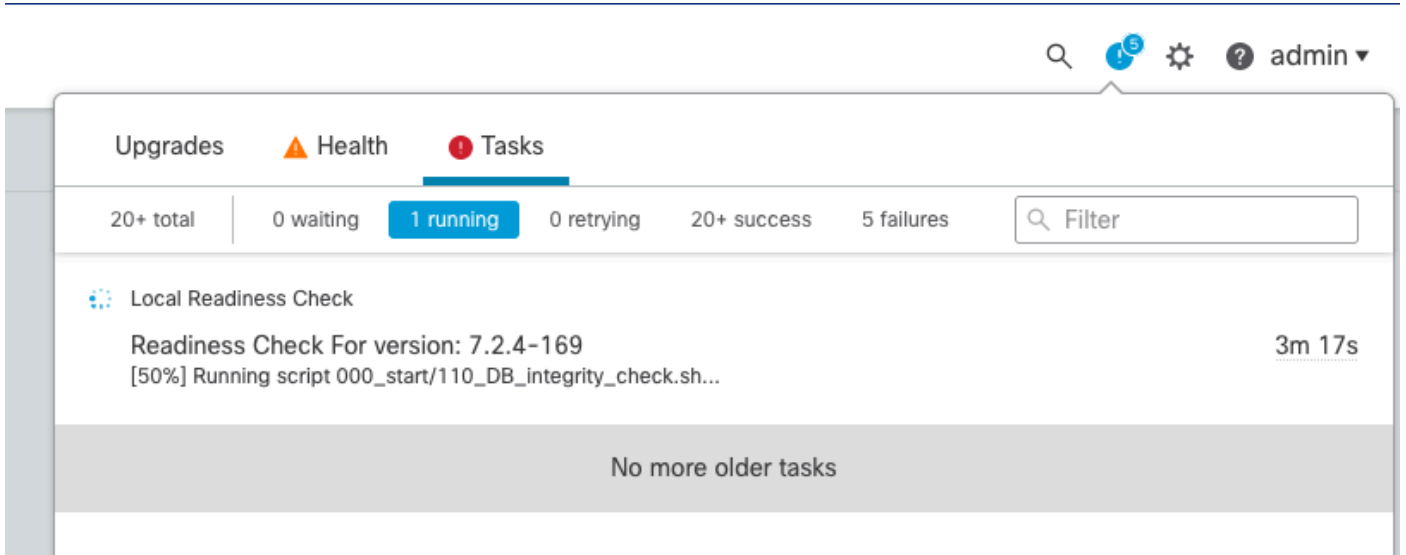 5 admin
Upgrades Health Tasks
20+ total 0 waiting 1 running 0 retrying 20+ success 5 failures Filter
Local Readiness Check
Readiness Check For version: 7.2.4-169 3m 17s
[50%] Running script 000_start/110_DB_integrity_check.sh...
No more older tasks